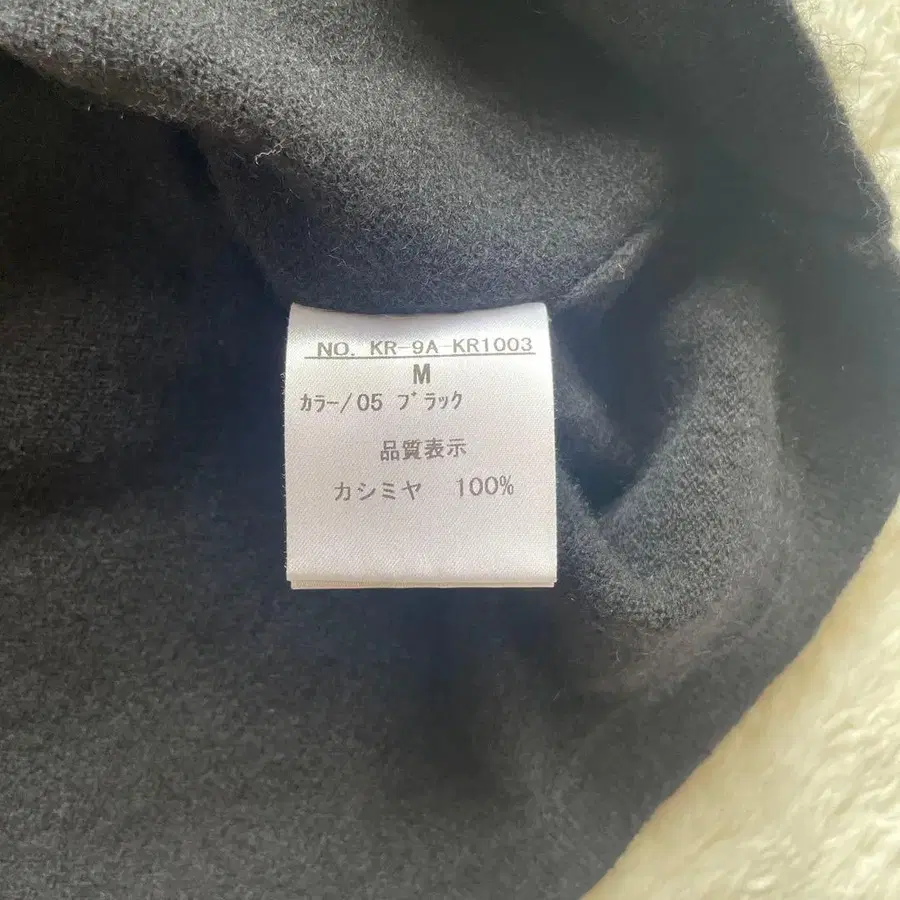 NO. KR-9A-KR1003
M
ｶﾗｰ/05 ﾌﾞﾗｯｸ
品質表示
カシミヤ 100%